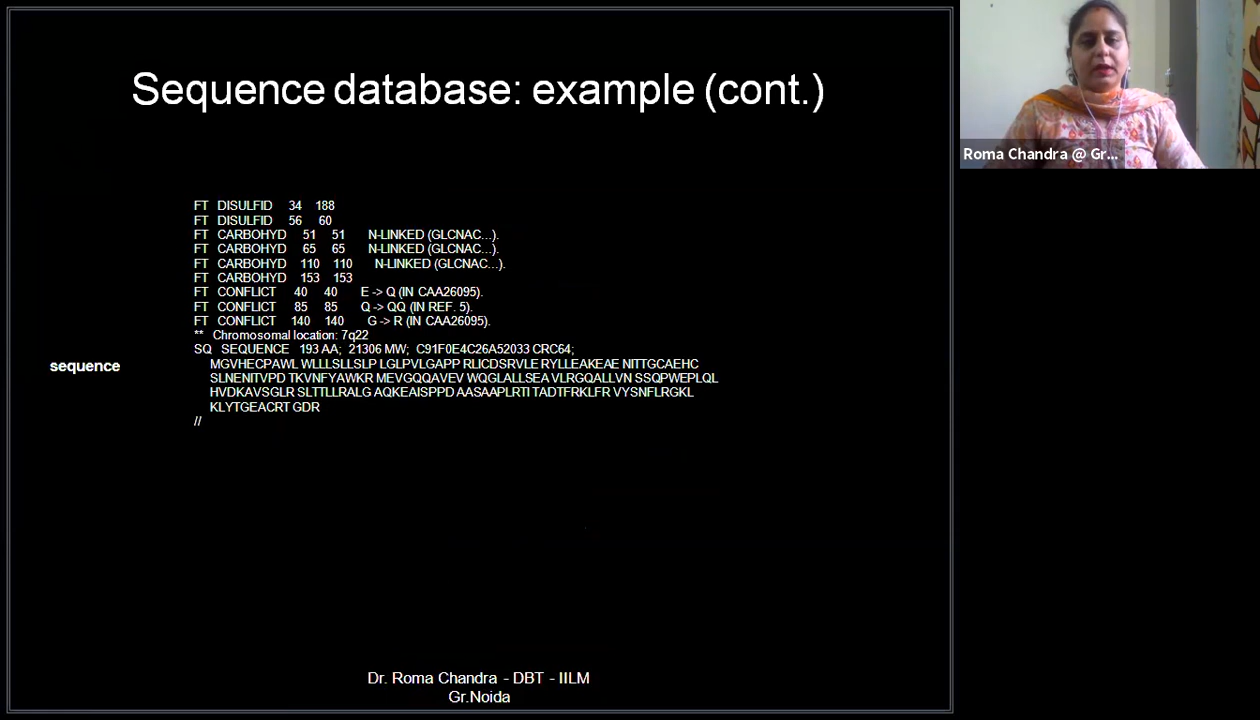 Sequence database: example (cont.)
Roma Chandra @ Gr...
FT DISULFID 34 188
FT DISULFID 56 60
FT CARBOHYD 51 51 N-LINKED (GLCNAC...).
FT CARBOHYD 65 65 N-LINKED (GLCNAC...).
FT CARBOHYD 110 110 N-LINKED (GLCNAC...).
FT CARBOHYD 153 153
FT CONFLICT 40 40 E -> Q (IN CAA26095).
FT CONFLICT 85 85 Q -> QQ (IN REF. 5).
FT CONFLICT 140 140 G -> R (IN CAA26095).
** Chromosomal location: 7q22
SQ SEQUENCE 193 AA; 21306 MW; C91F0E4C26A52033 CRC64;
sequence
MGVHECPAWL WLLLSLLSLP LGLPVLGAPP RLICDSRVLE RYLLEAKEAE NITTGCAEHC
SLNENITVPD TKVNFYAWKR MEVGQQAVEV WQGLALLSEA VLRGQALLVN SSQPWEPLQL
HVDKAVSGLR SLTTLLRALG AQKEAISPPD AASAAPLRTI TADTFRKLFR VYSNFLRGKL
KLYTGEACRT GDR
//
Dr. Roma Chandra - DBT - IILM
Gr.Noida